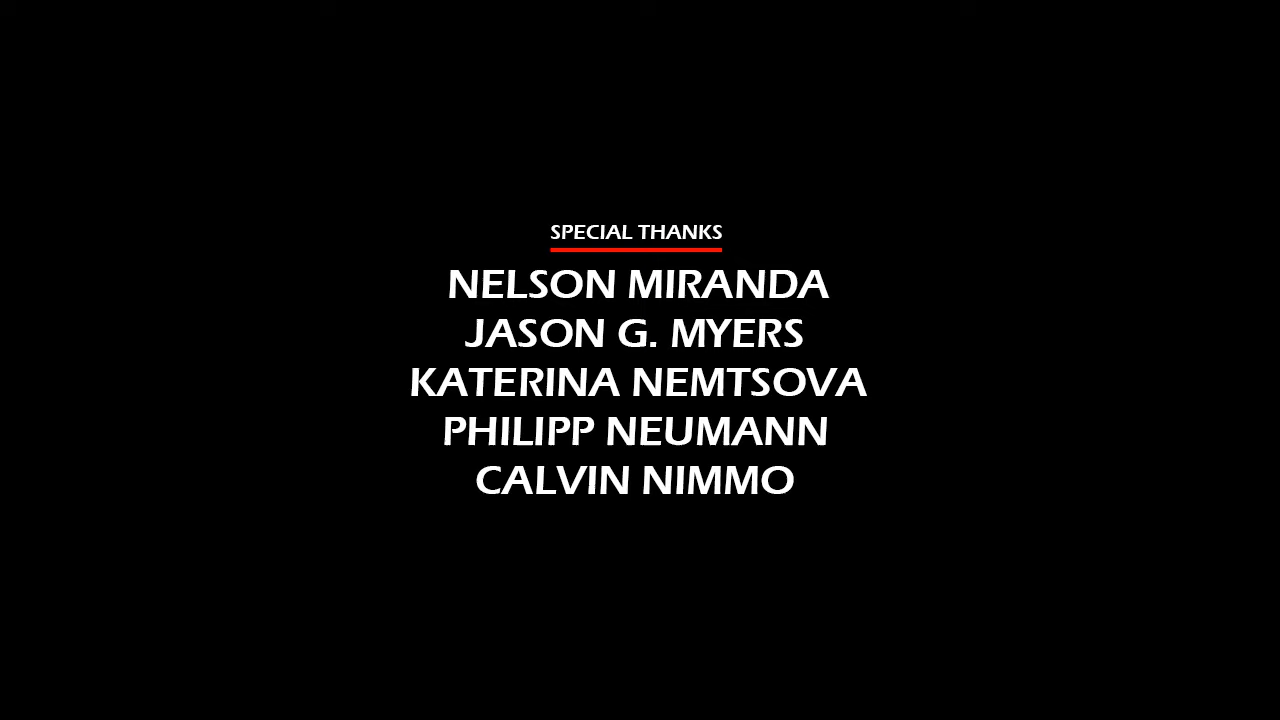 SPECIAL THANKS
NELSON MIRANDA
JASON G. MYERS
KATERINA NEMTSOVA
PHILIPP NEUMANN
CALVIN NIMMO